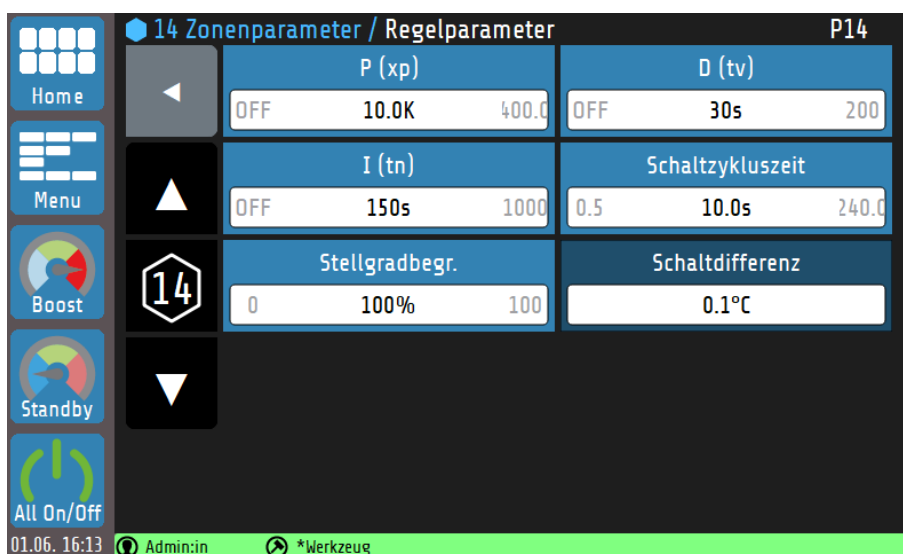 14 Zonenparameter / Regelparameter P14
Home
P (xp)
OFF 10.0K 400.0
D (tv)
OFF 30s 200
Menu
I (tn)
OFF 150s 1000
Schaltzykluszeit
0.5 10.0s 240.0
Boost
14
Stellgradbegr.
0 100% 100
Schaltdifferenz
0.1°C
Standby
All On/Off
01.06. 16:13 Admin:in *Werkzeug